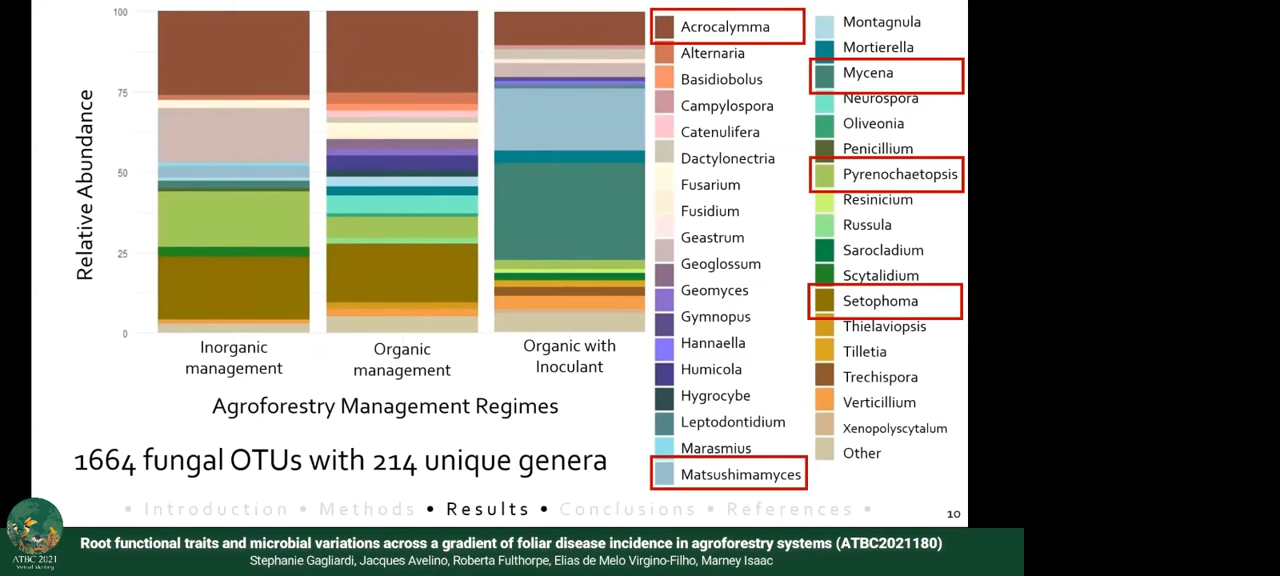 100
75
50
25
0
Relative Abundance
Inorganic
management
Organic
management
Organic with
Inoculant
Agroforestry Management Regimes
Acrocalymma
Alternaria
Basidiobolus
Campylospora
Catenulifera
Dactylonectria
Fusarium
Fusidium
Geastrum
Geoglossum
Geomyces
Gymnopus
Hannaella
Humicola
Hygrocybe
Leptodontidium
Marasmius
Matsushimamyces
Montagnula
Mortierella
Mycena
Neurospora
Oliveonia
Penicillium
Pyrenochaetopsis
Resinicium
Russula
Sarocladium
Scytalidium
Setophoma
Thielaviopsis
Tilletia
Trechispora
Verticillium
Xenopolyscytalum
Other
1664 fungal OTUs with 214 unique genera
• Introduction • Methods • Results • Conclusions • References •
10
ATBC 2021
Virtual Meeting
Root functional traits and microbial variations across a gradient of foliar disease incidence in agroforestry systems (ATBC2021180)
Stephanie Gagliardi, Jacques Avelino, Roberta Fulthorpe, Elias de Melo Virgino-Filho, Marney Isaac